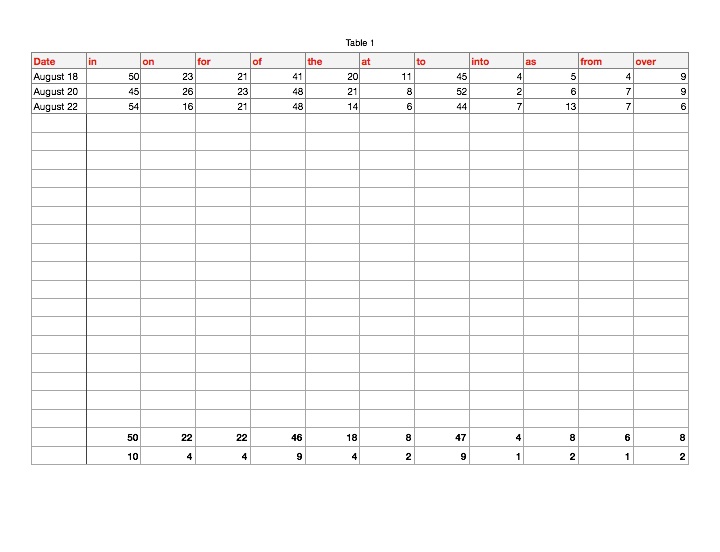 Table 1
Date in on for of the at to into as from over
August 18 50 23 21 41 20 11 45 4 5 4 9
August 20 45 26 23 48 21 8 52 2 6 7 9
August 22 54 16 21 48 14 6 44 7 13 7 6
50 22 22 46 18 8 47 4 8 6 8
10 4 4 9 4 2 9 1 2 1 2